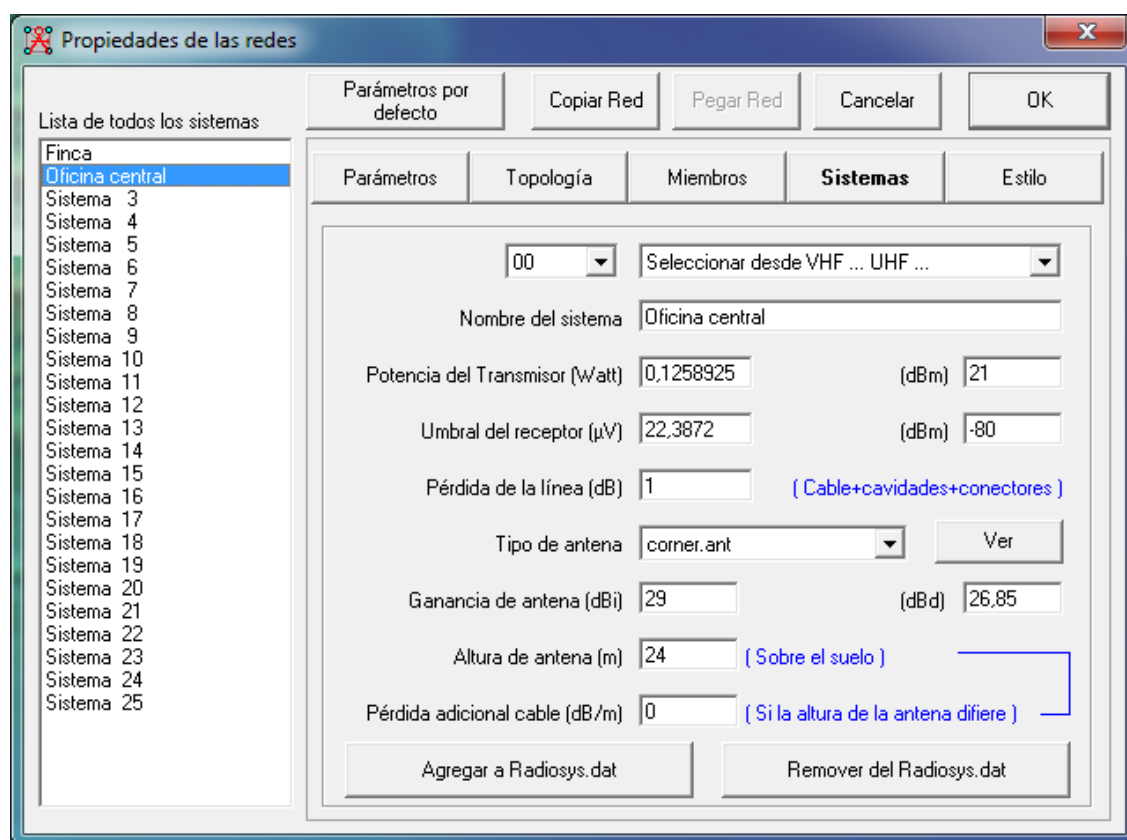 Propiedades de las redes
Parámetros por defecto
Copiar Red
Pegar Red
Cancelar
OK
Lista de todos los sistemas
Finca
Oficina central
Sistema 3
Sistema 4
Sistema 5
Sistema 6
Sistema 7
Sistema 8
Sistema 9
Sistema 10
Sistema 11
Sistema 12
Sistema 13
Sistema 14
Sistema 15
Sistema 16
Sistema 17
Sistema 18
Sistema 19
Sistema 20
Sistema 21
Sistema 22
Sistema 23
Sistema 24
Sistema 25
Parámetros Topología Miembros Sistemas Estilo
00 Seleccionar desde VHF ... UHF ...
Nombre del sistema Oficina central
Potencia del Transmisor (Watt) 0,1258925 (dBm) 21
Umbral del receptor (µV) 22,3872 (dBm) -80
Pérdida de la línea (dB) 1 ( Cable+cavidades+conectores )
Tipo de antena corner.ant Ver
Ganancia de antena (dBi) 29 (dBd) 26,85
Altura de antena (m) 24 ( Sobre el suelo )
Pérdida adicional cable (dB/m) 0 ( Si la altura de la antena difiere )
Agregar a Radiosys.dat Remover del Radiosys.dat